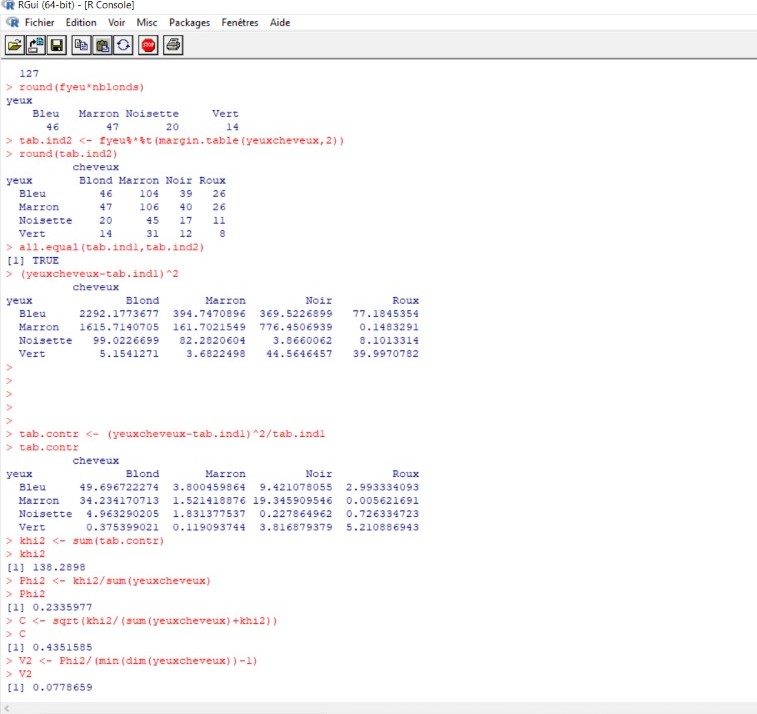 RGui (64-bit) - [R Console]
Fichier Edition Voir Misc Packages Fenêtres Aide
STOP
127
> round(fyeu*nblonds)
yeux
Bleu Marron Noisette Vert
46 47 20 14
> tab.ind2 <- fyeu%*%t(margin.table(yeuxcheveux,2))
> round(tab.ind2)
cheveux
yeux Blond Marron Noir Roux
Bleu 46 104 39 26
Marron 47 106 40 26
Noisette 20 45 17 11
Vert 14 31 12 8
> all.equal(tab.ind1,tab.ind2)
[1] TRUE
> (yeuxcheveux-tab.ind1)^2
cheveux
yeux Blond Marron Noir Roux
Bleu 2292.1773677 394.7470896 369.5226899 77.1845354
Marron 1615.7140705 161.7021549 776.4506939 0.1483291
Noisette 99.0226699 82.2820604 3.8660062 8.1013314
Vert 5.1541271 3.6822498 44.5646457 39.9970782
>
>
>
>
>
> tab.contr <- (yeuxcheveux-tab.ind1)^2/tab.ind1
> tab.contr
cheveux
yeux Blond Marron Noir Roux
Bleu 49.696722274 3.800459864 9.421078055 2.993334093
Marron 34.234170713 1.521418876 19.345909546 0.005621691
Noisette 4.963290205 1.831377537 0.227864962 0.726334723
Vert 0.375399021 0.119093744 3.816879379 5.210886943
> khi2 <- sum(tab.contr)
> khi2
[1] 138.2898
> Phi2 <- khi2/sum(yeuxcheveux)
> Phi2
[1] 0.2335977
> C <- sqrt(khi2/(sum(yeuxcheveux)+khi2))
> C
[1] 0.4351585
> V2 <- Phi2/(min(dim(yeuxcheveux))-1)
> V2
[1] 0.0778659